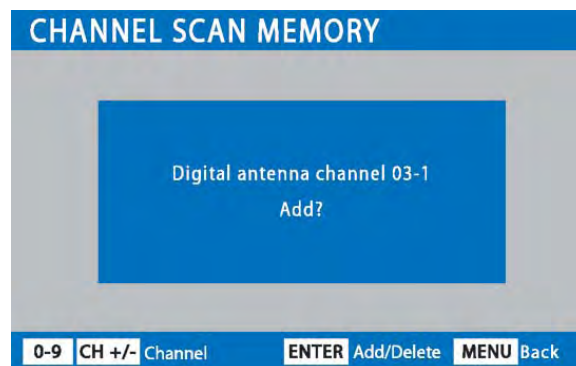 CHANNEL SCAN MEMORY
Digital antenna channel 03-1
Add?
0-9 CH +/- Channel ENTER Add/Delete MENU Back